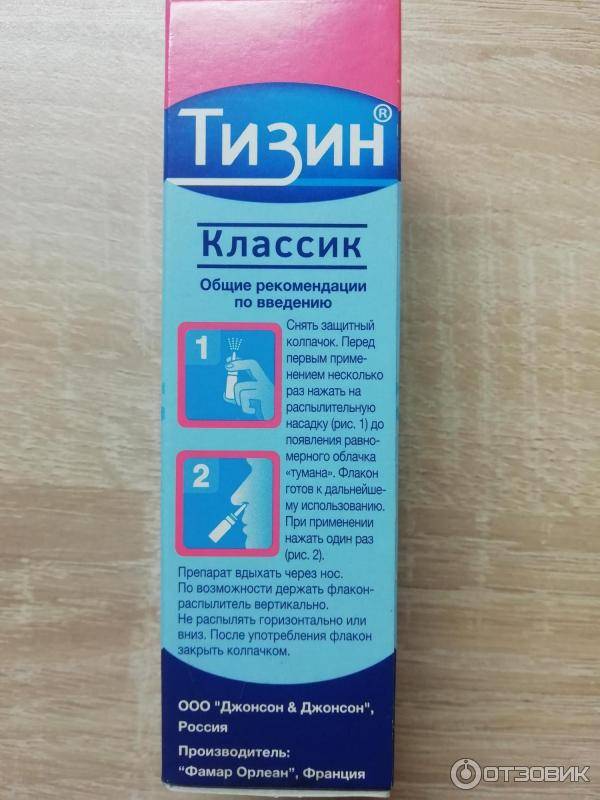 Тизин®
Классик
Общие рекомендации
по введению
1
Снять защитный
колпачок. Перед
первым приме-
нением несколько
раз нажать на
распылительную
насадку (рис. 1) до
появления равно-
мерного облачка
«тумана». Флакон
готов к дальнейше-
му использованию.
При применении
нажать один раз
(рис. 2).
2
Препарат вдыхать через нос.
По возможности держать флакон-
распылитель вертикально.
Не распылять горизонтально или
вниз. После употребления флакон
закрыть колпачком.
ООО "Джонсон & Джонсон",
Россия
Производитель:
“Фамар Орлеан”, Франция
ОТЗОВИК